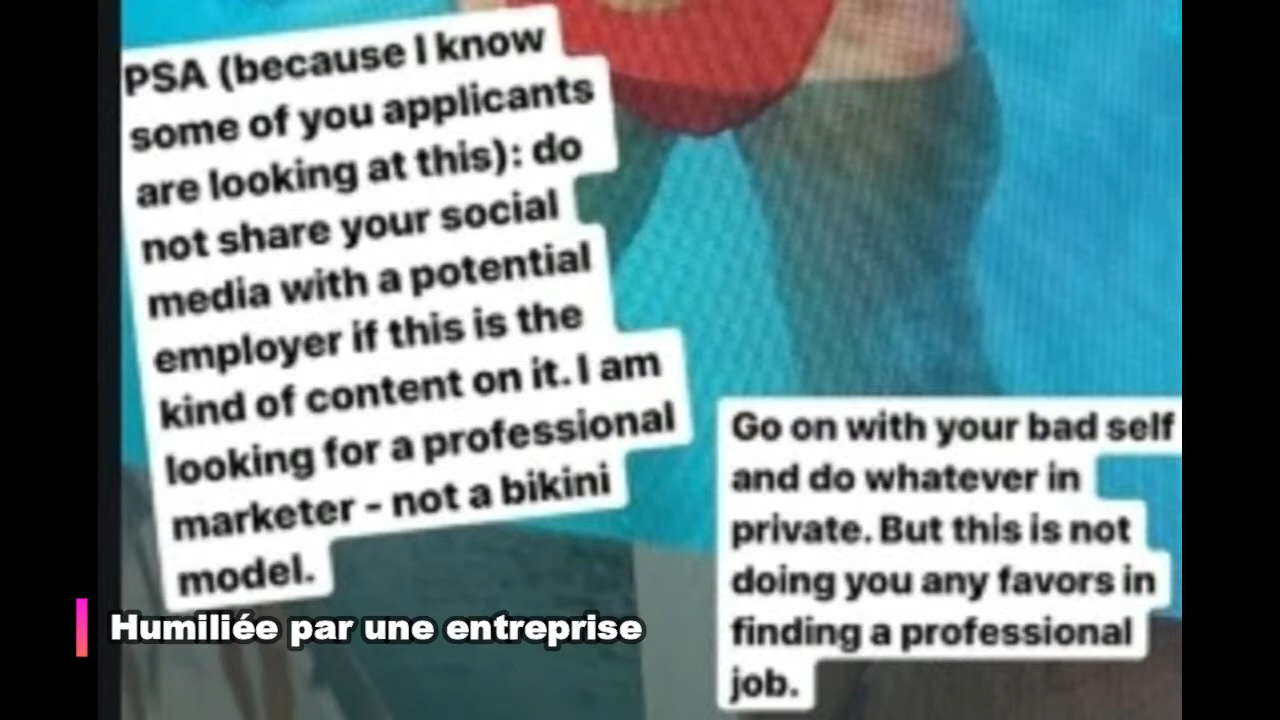 PSA (because I know
some of you applicants
are looking at this): do
not share your social
media with a potential
employer if this is the
kind of content on it. I am
looking for a professional
marketer - not a bikini
model.
Go on with your bad self
and do whatever in
private. But this is not
doing you any favors in
finding a professional
job.
Humiliée par une entreprise